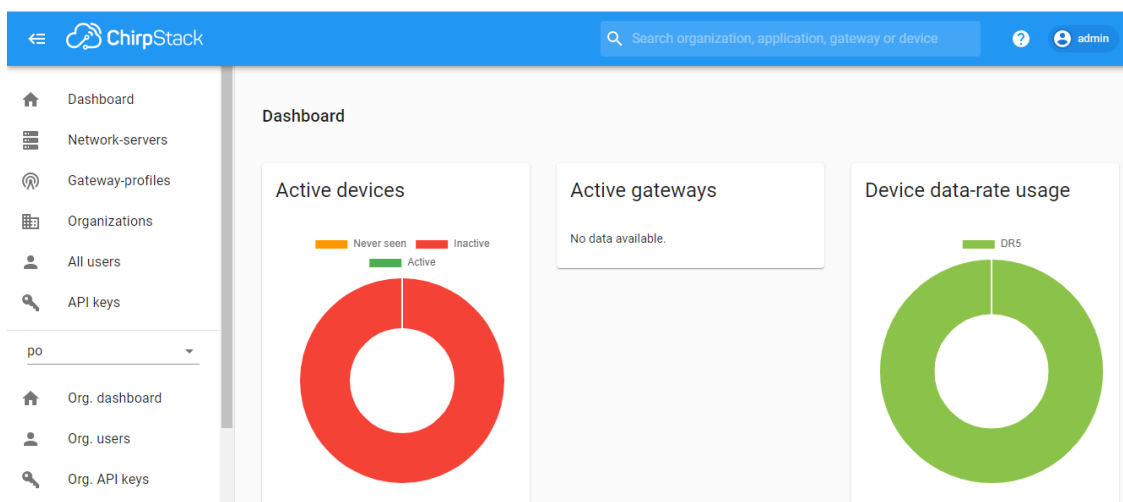 ChirpStack
Search organization, application, gateway or device
? admin
Dashboard
Network-servers
Gateway-profiles
Organizations
All users
API keys
po
Org. dashboard
Org. users
Org. API keys
Dashboard
Active devices
Never seen Inactive
Active
Active gateways
No data available.
Device data-rate usage
DR5